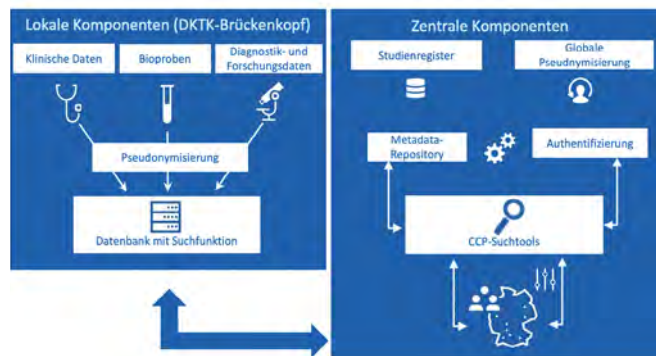 Lokale Komponenten (DKTK-Brückenkopf)
Klinische Daten
Bioproben
Diagnostik- und
Forschungsdaten
Pseudonymisierung
Datenbank mit Suchfunktion
Zentrale Komponenten
Studienregister
Globale
Pseudnymisierung
Metadata-
Repository
Authentifizierung
CCP-Suchtools